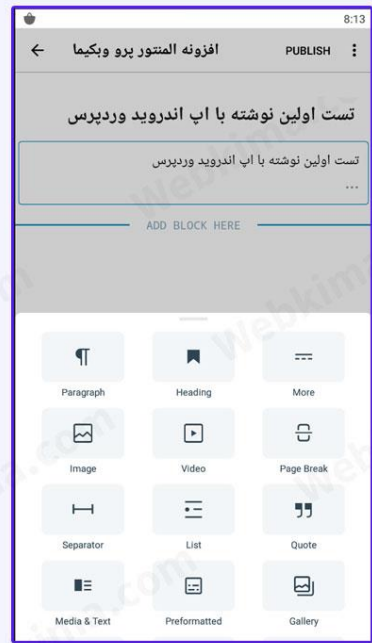 8:13
افزونه المنتور پرو وبکیما
PUBLISH
تست اولین نوشته با اپ اندروید وردپرس
تست اولین نوشته با اپ اندروید وردپرس
...
ADD BLOCK HERE
Paragraph
Heading
More
Image
Video
Page Break
Separator
List
Quote
Media & Text
Preformatted
Gallery